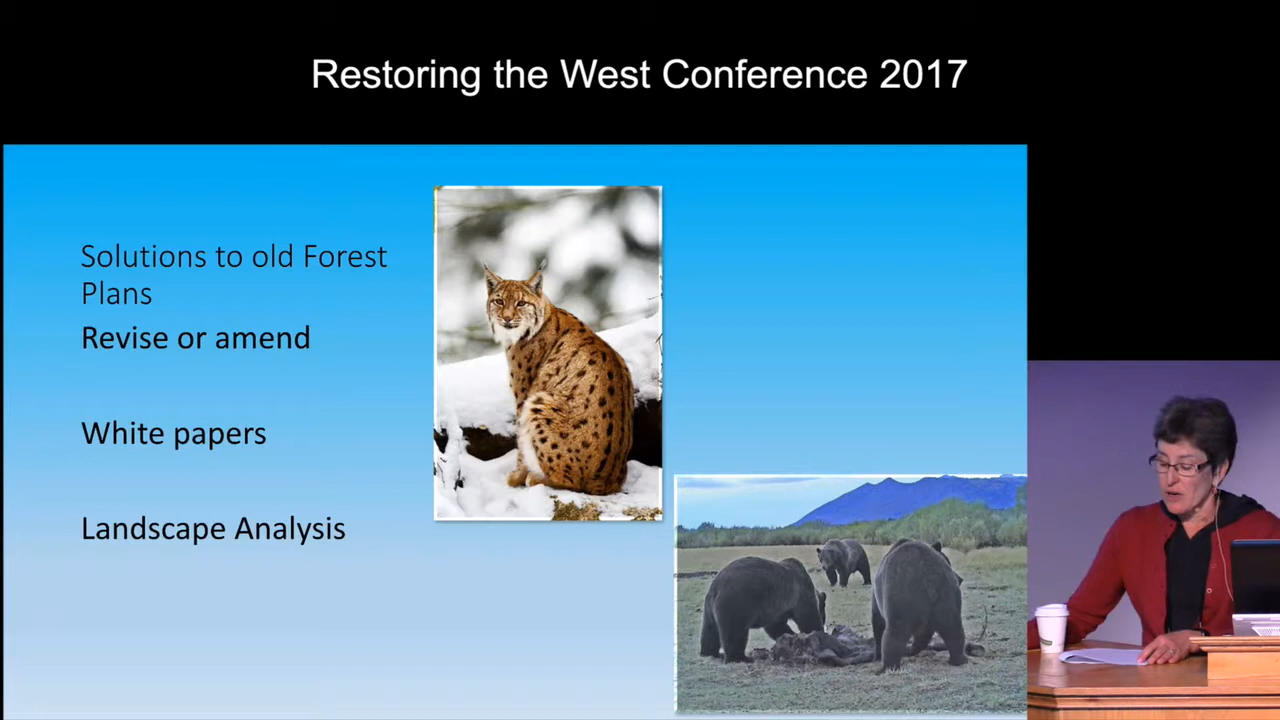 Restoring the West Conference 2017
Solutions to old Forest
Plans
Revise or amend
White papers
Landscape Analysis